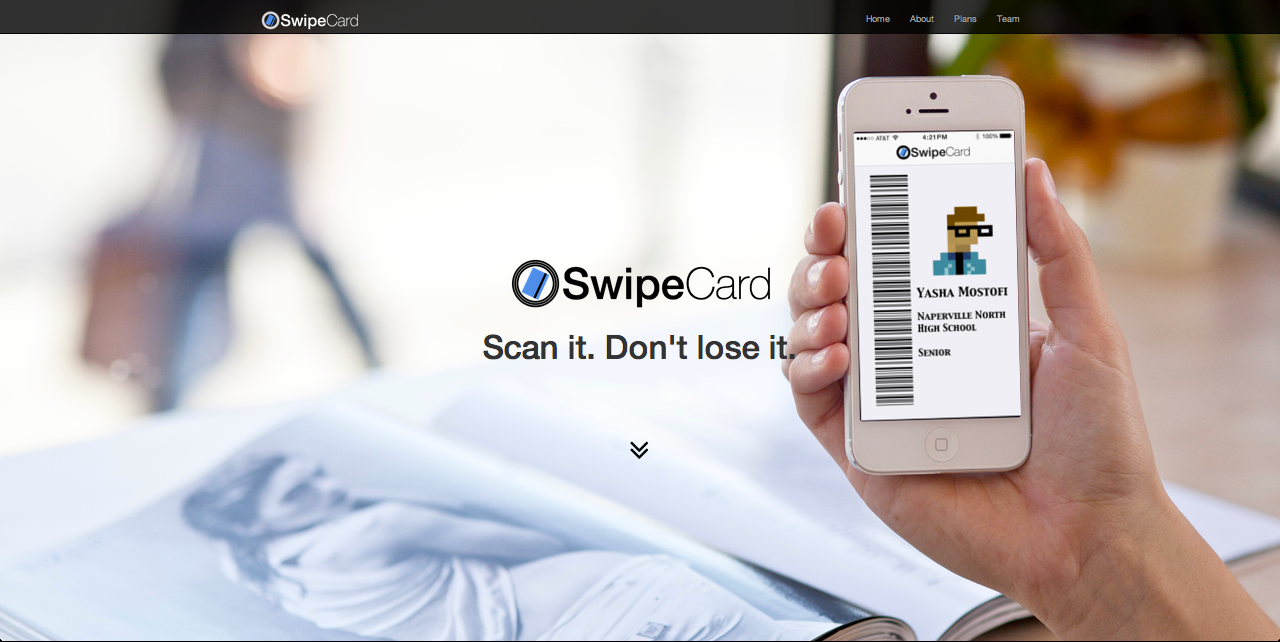 SwipeCard
Home About Plans Team
AT&T 4:21PM 100%
SwipeCard
YASHA MOSTOFI
NAPERVILLE NORTH
HIGH SCHOOL
SENIOR
SwipeCard
Scan it. Don't lose it.